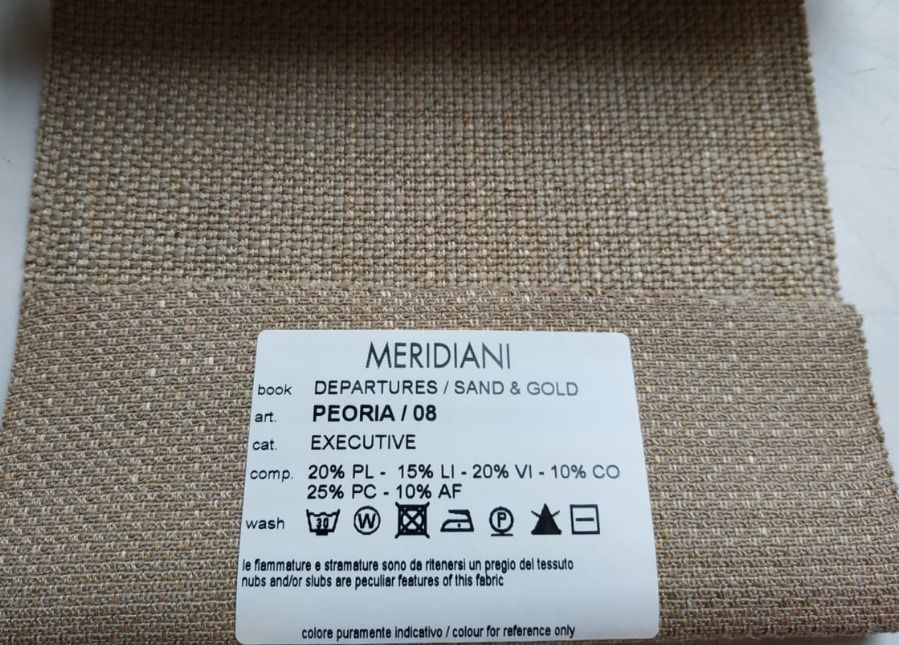 MERIDIANI
book DEPARTURES / SAND & GOLD
art. PEORIA / 08
cat. EXECUTIVE
comp. 20% PL - 15% LI - 20% VI - 10% CO
25% PC - 10% AF
wash 30 W P
le fiammature e stramature sono da ritenersi un pregio del tessuto
nubs and/or slubs are peculiar features of this fabric
colore puramente indicativo / colour for reference only